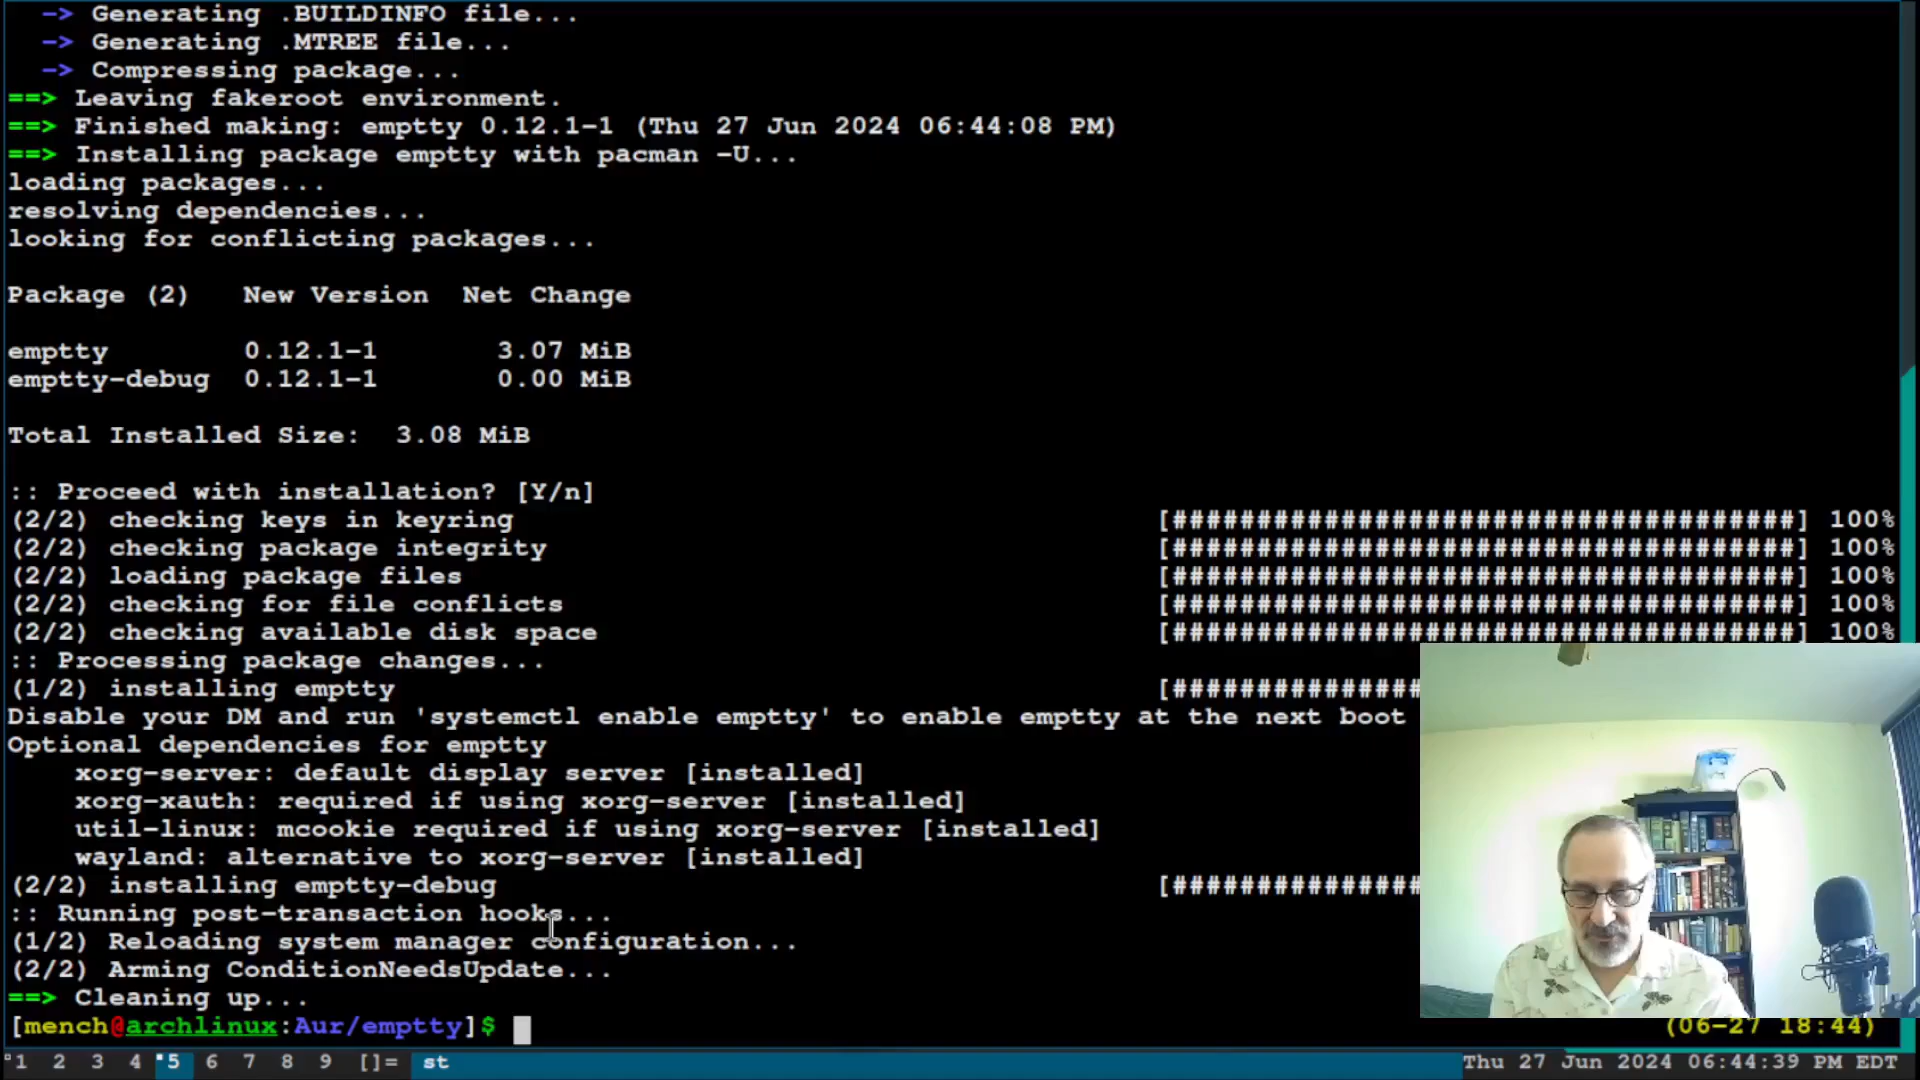 -> Generating .BUILDINFO file...
-> Generating .MTREE file...
-> Compressing package...
==> Leaving fakeroot environment.
==> Finished making: emptty 0.12.1-1 (Thu 27 Jun 2024 06:44:08 PM)
==> Installing package emptty with pacman -U...
loading packages...
resolving dependencies...
looking for conflicting packages...
Package (2)   New Version  Net Change
emptty        0.12.1-1       3.07 MiB
emptty-debug  0.12.1-1       0.00 MiB
Total Installed Size:  3.08 MiB
:: Proceed with installation? [Y/n]
(2/2) checking keys in keyring [#####################################] 100%
(2/2) checking package integrity [#####################################] 100%
(2/2) loading package files [#####################################] 100%
(2/2) checking for file conflicts [#####################################] 100%
(2/2) checking available disk space [#####################################] 100%
:: Processing package changes...
(1/2) installing emptty [###############
Disable your DM and run 'systemctl enable emptty' to enable emptty at the next boot
Optional dependencies for emptty
xorg-server: default display server [installed]
xorg-xauth: required if using xorg-server [installed]
util-linux: mcookie required if using xorg-server [installed]
wayland: alternative to xorg-server [installed]
(2/2) installing emptty-debug [###############
:: Running post-transaction hooks...
(1/2) Reloading system manager configuration...
(2/2) Arming ConditionNeedsUpdate...
==> Cleaning up...
[mench@archlinux:Aur/emptty]$ (06-27 18:44)
1 2 3 4 5 6 7 8 9 []= st Thu 27 Jun 2024 06:44:39 PM EDT